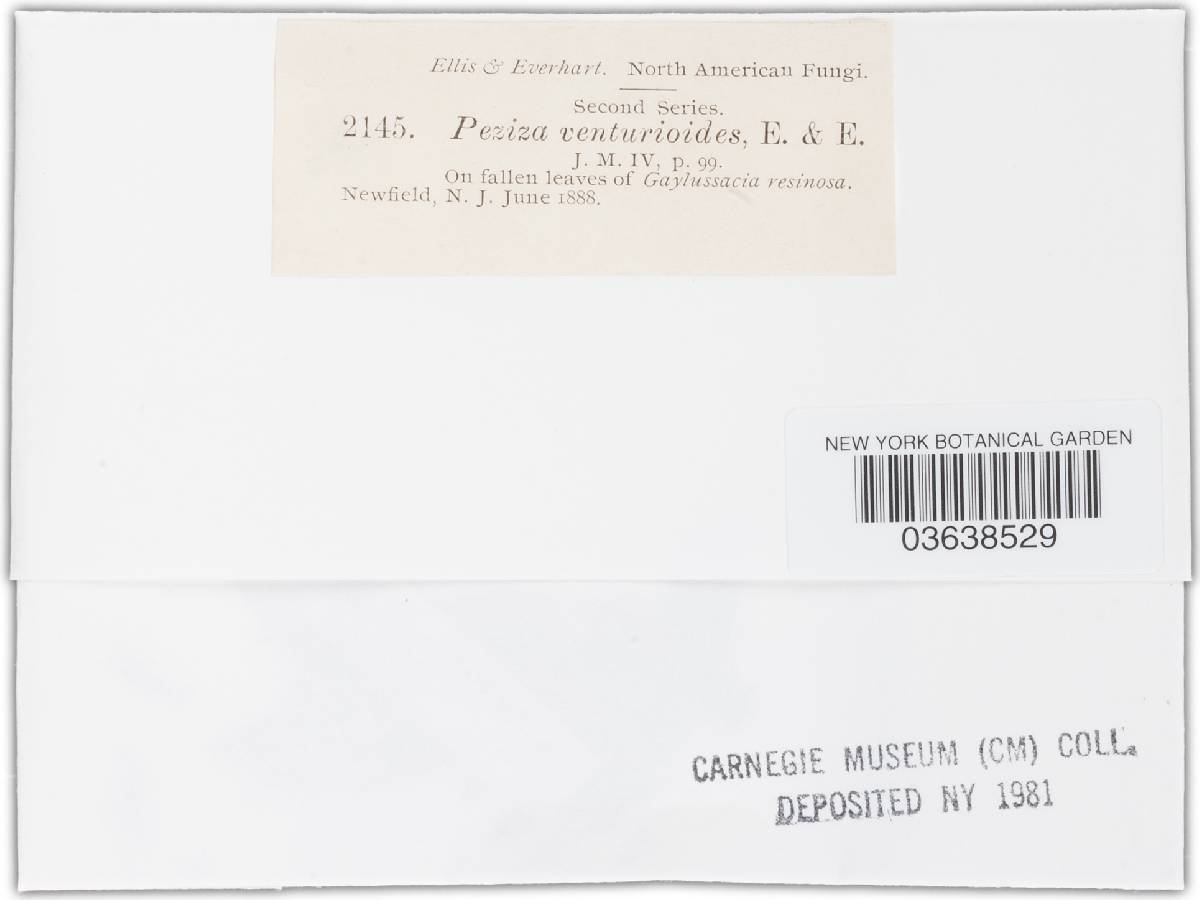 Ellis & Everhart. North American Fungi.
Second Series.
2145. Peziza venturioides, E. & E.
J. M. IV, p. 99.
On fallen leaves of Gaylussacia resinosa.
Newfield, N. J. June 1888.
NEW YORK BOTANICAL GARDEN
03638529
CARNEGIE MUSEUM (CM) COLL.
DEPOSITED NY 1981